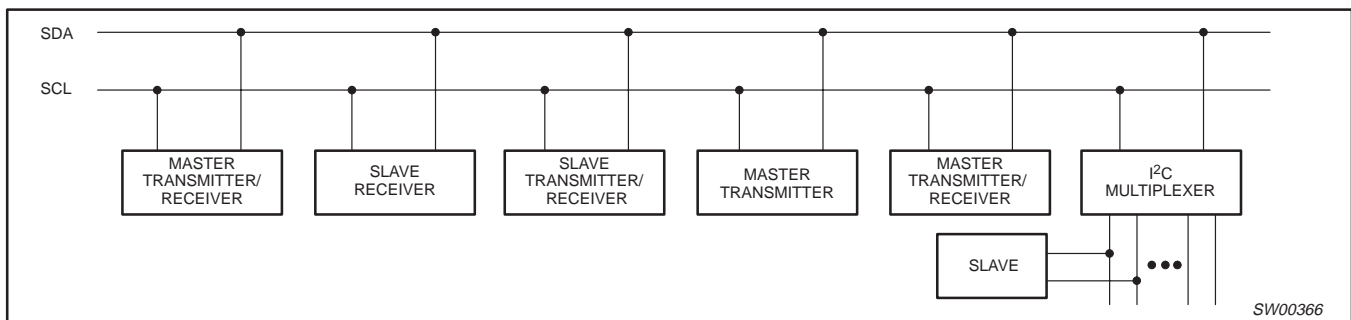 SDA
SCL
MASTER
TRANSMITTER/
RECEIVER
SLAVE
RECEIVER
SLAVE
TRANSMITTER/
RECEIVER
MASTER
TRANSMITTER
MASTER
TRANSMITTER/
RECEIVER
I²C
MULTIPLEXER
SLAVE
SW00366